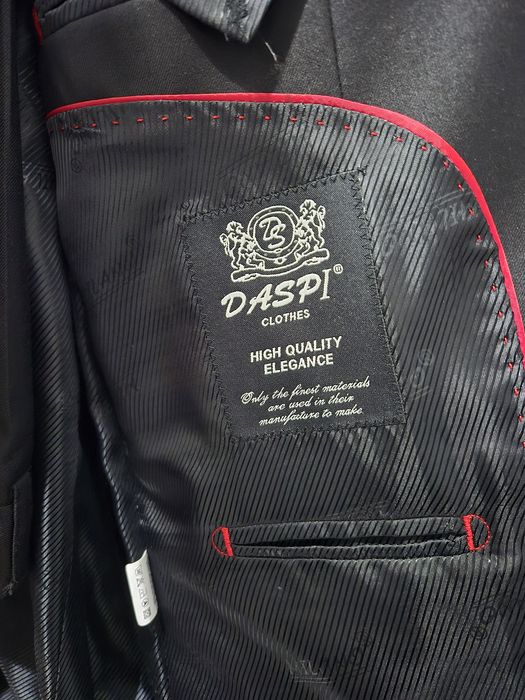 DS
DASPI®
CLOTHES
HIGH QUALITY
ELEGANCE
Only the finest materials
are used in their
manufacture to make.